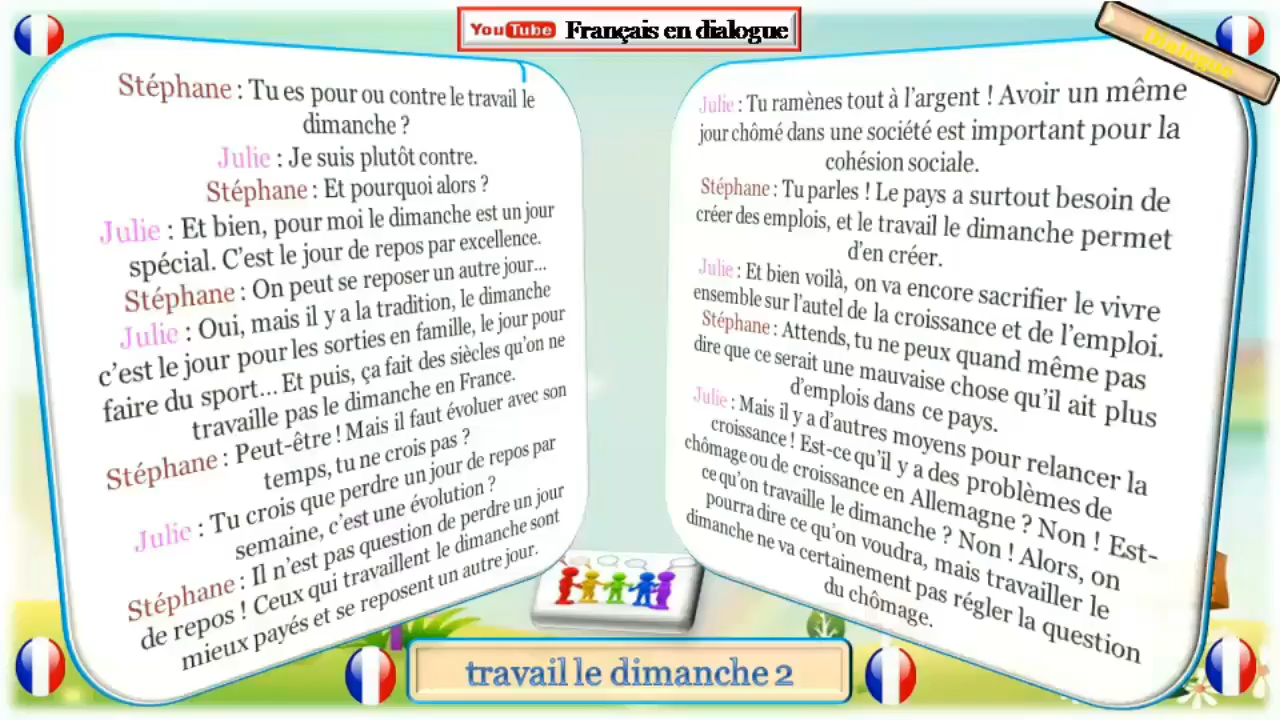 YouTube Français en dialogue
Dialogue
Stéphane : Tu es pour ou contre le travail le
dimanche ?
Julie : Je suis plutôt contre.
Stéphane : Et pourquoi alors ?
Julie : Et bien, pour moi le dimanche est un jour
spécial. C’est le jour de repos par excellence.
Stéphane : On peut se reposer un autre jour…
Julie : Oui, mais il y a la tradition, le dimanche
c’est le jour pour les sorties en famille, le jour pour
faire du sport… Et puis, ça fait des siècles qu’on ne
travaille pas le dimanche en France.
Stéphane : Peut-être ! Mais il faut évoluer avec son
temps, tu ne crois pas ?
Julie : Tu crois que perdre un jour de repos par
semaine, c’est une évolution ?
Stéphane : Il n’est pas question de perdre un jour
de repos ! Ceux qui travaillent le dimanche sont
mieux payés et se reposent un autre jour.
Julie : Tu ramènes tout à l’argent ! Avoir un même
jour chômé dans une société est important pour la
cohésion sociale.
Stéphane : Tu parles ! Le pays a surtout besoin de
créer des emplois, et le travail le dimanche permet
d’en créer.
Julie : Et bien voilà, on va encore sacrifier le vivre
ensemble sur l’autel de la croissance et de l’emploi.
Stéphane : Attends, tu ne peux quand même pas
dire que ce serait une mauvaise chose qu’il ait plus
d’emplois dans ce pays.
Julie : Mais il y a d’autres moyens pour relancer la
croissance ! Est-ce qu’il y a des problèmes de
chômage ou de croissance en Allemagne ? Non ! Est-
ce qu’on travaille le dimanche ? Non ! Alors, on
pourra dire ce qu’on voudra, mais travailler le
dimanche ne va certainement pas régler la question
du chômage.
travail le dimanche 2